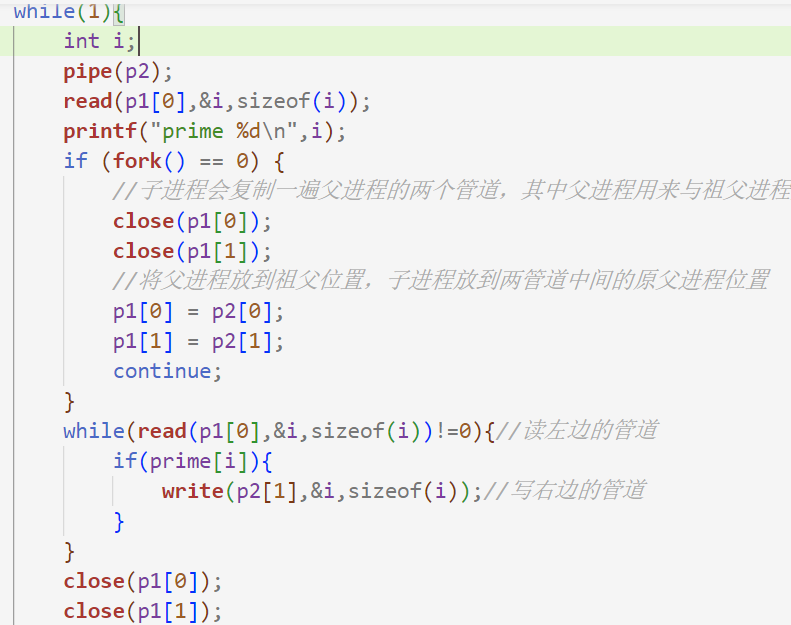 while(1){
int i;
pipe(p2);
read(p1[0],&i,sizeof(i));
printf("prime %d\n",i);
if (fork() == 0) {
//子进程会复制一遍父进程的两个管道，其中父进程用来与祖父进程
close(p1[0]);
close(p1[1]);
//将父进程放到祖父位置，子进程放到两管道中间的原父进程位置
p1[0] = p2[0];
p1[1] = p2[1];
continue;
}
while(read(p1[0],&i,sizeof(i))!=0){//读左边的管道
if(prime[i]){
write(p2[1],&i,sizeof(i));//写右边的管道
}
}
close(p1[0]);
close(p1[1]);